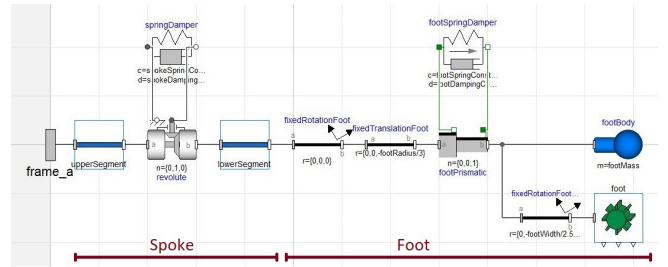 springDamper
footSpringDamper
c=spokeSpringCo...
d=spokeDamping...
c=footSpringConst...
d=footDampingC...
fixedRotationFoot
fixedTranslationFoot
footBody
a
b
a
b
a
b
a
b
frame_a
upperSegment
n={0,1,0}
revolute
lowerSegment
r={0,0,0}
r={0,0,-footRadius/3}
n={0,0,1}
footPrismatic
m=footMass
fixedRotationFoot...
foot
a
b
r={0,-footWidth/2.5...
Spoke
Foot